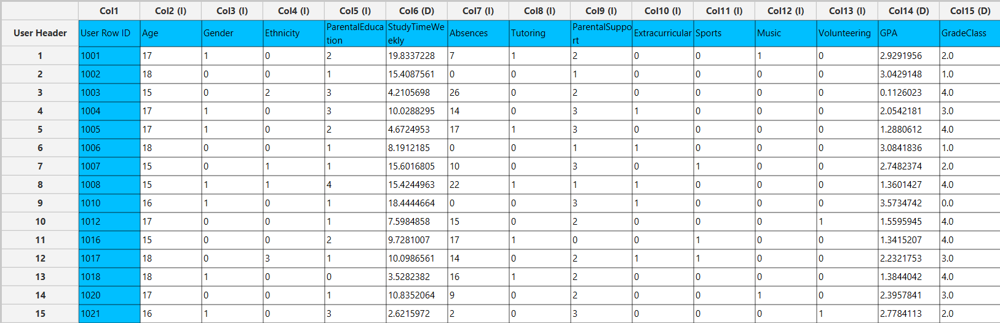 Col1 Col2 (I) Col3 (I) Col4 (I) Col5 (I) Col6 (D) Col7 (I) Col8 (I) Col9 (I) Col10 (I) Col11 (I) Col12 (I) Col13 (I) Col14 (D) Col15 (D)
User Header User Row ID Age Gender Ethnicity ParentalEduca StudyTimeWe Absences Tutoring ParentalSuppo Extracurricular Sports Music Volunteering GPA GradeClass
tion ekly rt
1 1001 17 1 0 2 19.8337228 7 1 2 0 0 1 0 2.9291956 2.0
2 1002 18 0 0 1 15.4087561 0 0 1 0 0 0 0 3.0429148 1.0
3 1003 15 0 2 3 4.2105698 26 0 2 0 0 0 0 0.1126023 4.0
4 1004 17 1 0 3 10.0288295 14 0 3 1 0 0 0 2.0542181 3.0
5 1005 17 1 0 2 4.6724953 17 1 3 0 0 0 0 1.2880612 4.0
6 1006 18 0 0 1 8.1912185 0 0 1 1 0 0 0 3.0841836 1.0
7 1007 15 0 1 1 15.6016805 10 0 3 0 1 0 0 2.7482374 2.0
8 1008 15 1 1 4 15.4244963 22 1 1 1 0 0 0 1.3601427 4.0
9 1010 16 1 0 1 18.4444664 0 0 3 1 0 0 0 3.5734742 0.0
10 1012 17 0 0 1 7.5984858 15 0 2 0 0 0 1 1.5595945 4.0
11 1016 15 0 0 2 9.7281007 17 1 0 0 1 0 0 1.3415207 4.0
12 1017 18 0 3 1 10.0986561 14 0 2 1 1 0 0 2.2321753 3.0
13 1018 18 1 0 0 3.5282382 16 1 2 0 0 0 0 1.3844042 4.0
14 1020 17 0 0 1 10.8352064 9 0 2 0 0 1 0 2.3957841 3.0
15 1021 16 1 0 3 2.6215972 2 0 3 0 0 0 1 2.7784113 2.0